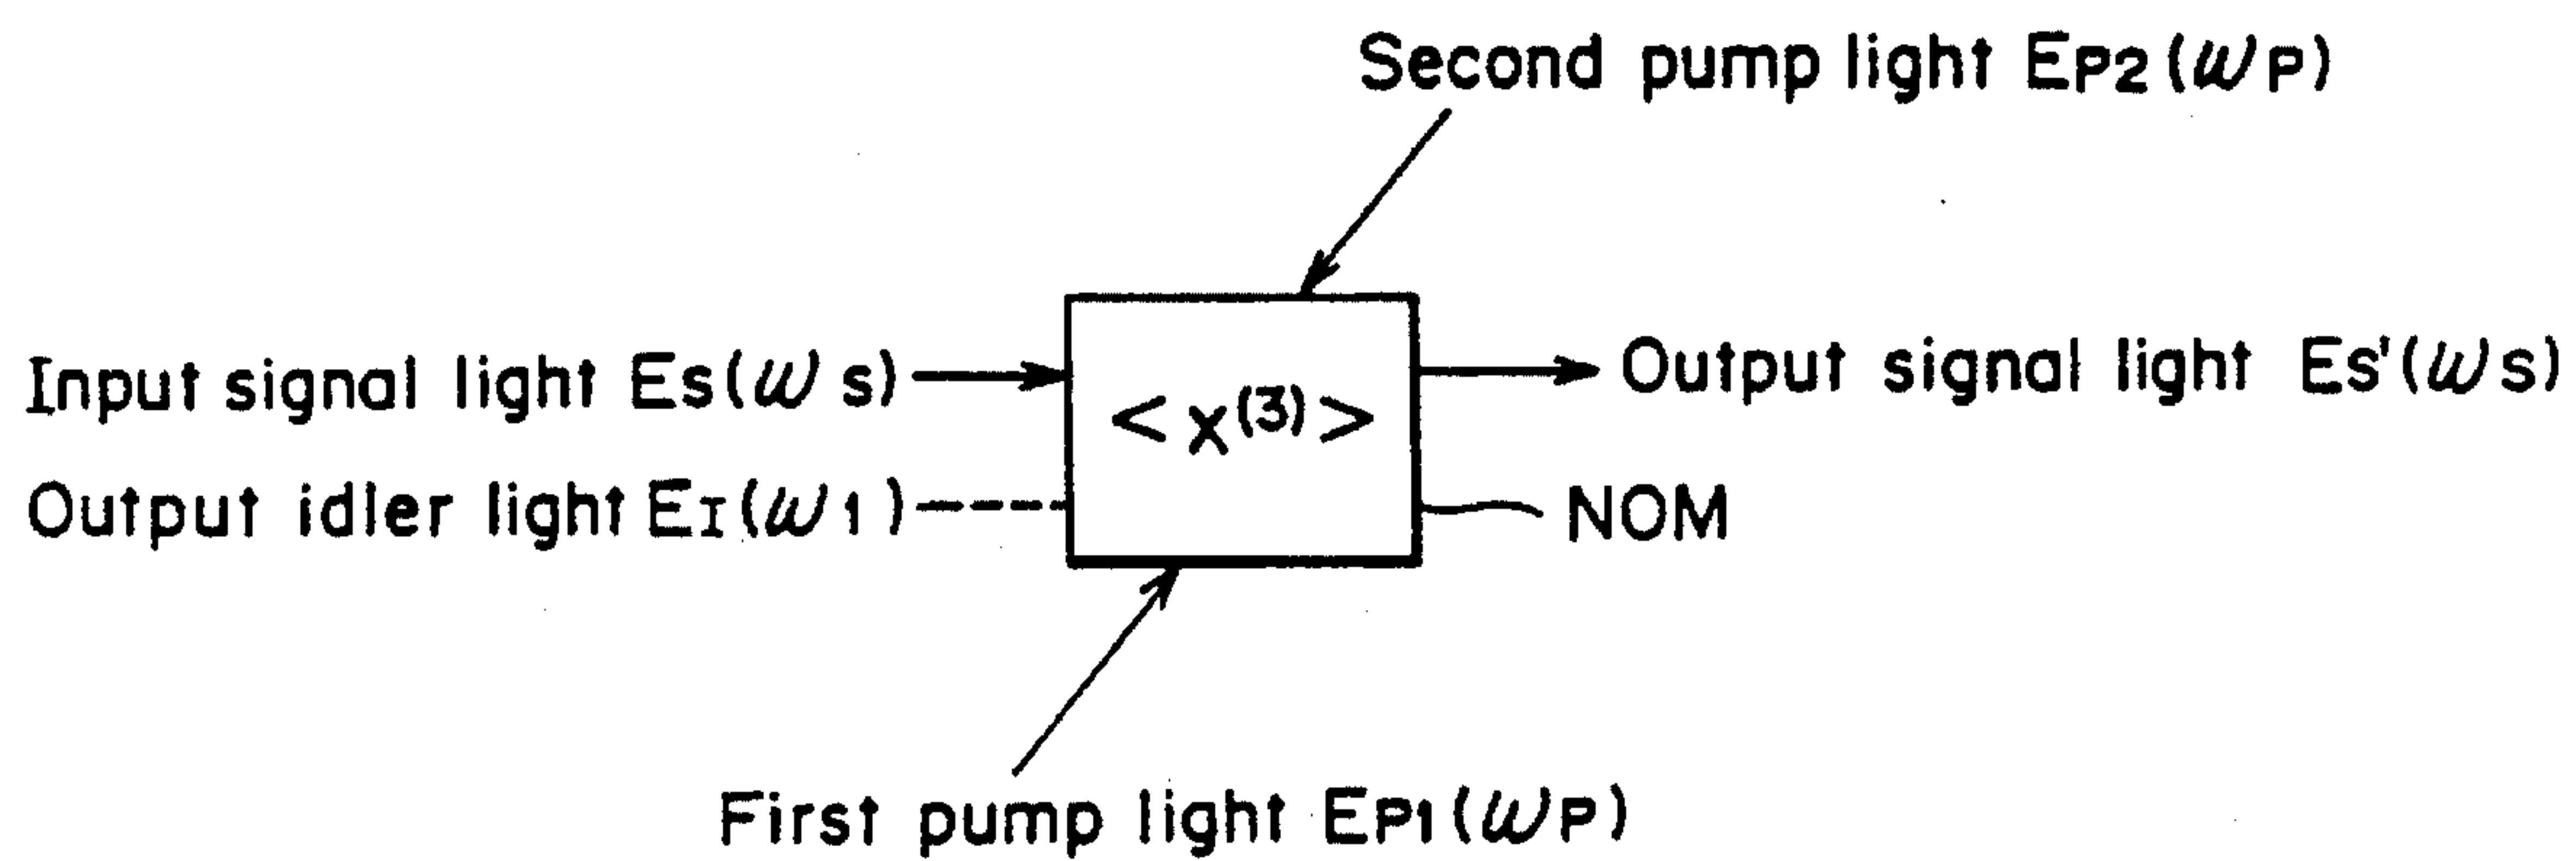 Second pump light EP2 (ωP)
Input signal light Es(ωs)
<x(3)>
Output signal light Es'(ωs)
Output idler light EI(ω1)
NOM
First pump light EP1 (ωP)